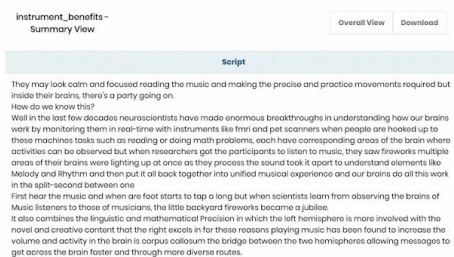 instrument_benefits -
Summary View
Overall View
Download
Script
They may look calm and focused reading the music and making the precise and practice movements required but
inside their brains, there's a party going on.
How do we know this?
Well in the last few decades neuroscientists have made enormous breakthroughs in understanding how our brains
work by monitoring them in real-time with instruments like fmri and pet scanners when people are hooked up to
these machines tasks such as reading or doing math problems, each have corresponding areas of the brain where
activities can be observed but when researchers got the participants to listen to music, they saw fireworks multiple
areas of their brains were lighting up at once as they process the sound took it apart to understand elements like
Melody and Rhythm and then put it all back together into unified musical experience and our brains do all this work
in the split-second between one
First hear the music and when are foot starts to tap a long but when scientists learn from observing the brains of
Music listeners to those of musicians, the little backyard fireworks became a jubilee.
It also combines the linguistic and mathematical Precision in which the left hemisphere is more involved with the
novel and creative content that the right excels in for these reasons playing music has been found to increase the
volume and activity in the brain is corpus callosum the bridge between the two hemispheres allowing messages to
get across the brain faster and through more diverse routes.